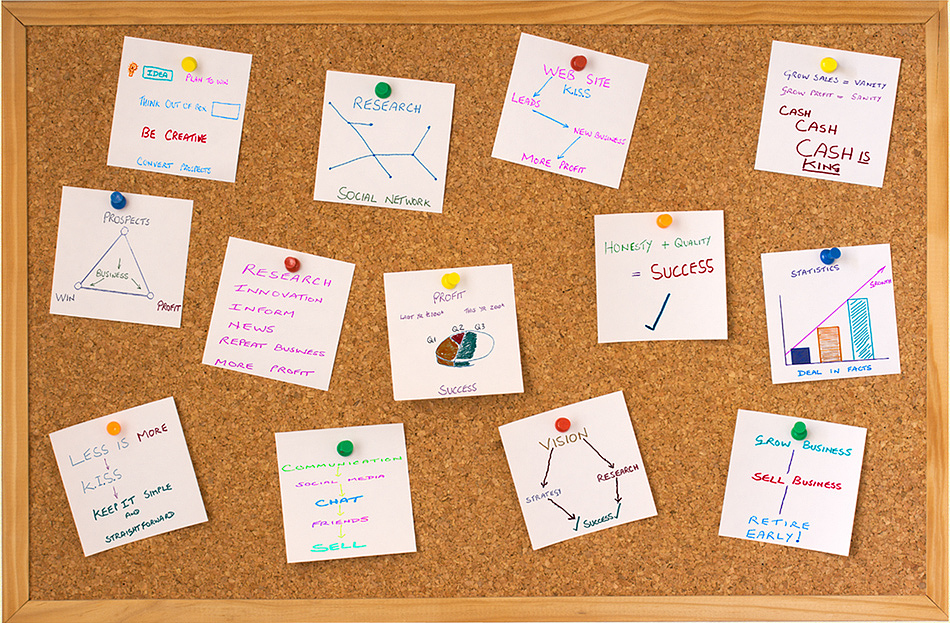 IDEA PLAN TO WIN
THINK OUT OF BOX
BE CREATIVE
CONVERT PROSPECTS
RESEARCH
SOCIAL NETWORK
WEB SITE
K.I.S.S
LEADS
NEW BUSINESS
MORE PROFIT
GROW SALES = VANITY
GROW PROFIT = SANITY
CASH
CASH
CASH IS
KING
PROSPECTS
BUSINESS
WIN
PROFIT
RESEARCH
INNOVATION
INFORM
NEWS
REPEAT BUSINESS
MORE PROFIT
PROFIT
LAST YR THIS YR
Q1 Q2 Q3
SUCCESS
HONESTY + QUALITY
= SUCCESS
STATISTICS
GROWTH
DEAL IN FACTS
LESS IS MORE
K.I.S.S
KEEP IT SIMPLE
AND
STRAIGHTFORWARD
COMMUNICATION
SOCIAL MEDIA
CHAT
FRIENDS
SELL
VISION
STRATEGY
RESEARCH
SUCCESS
GROW BUSINESS
SELL BUSINESS
RETIRE
EARLY!